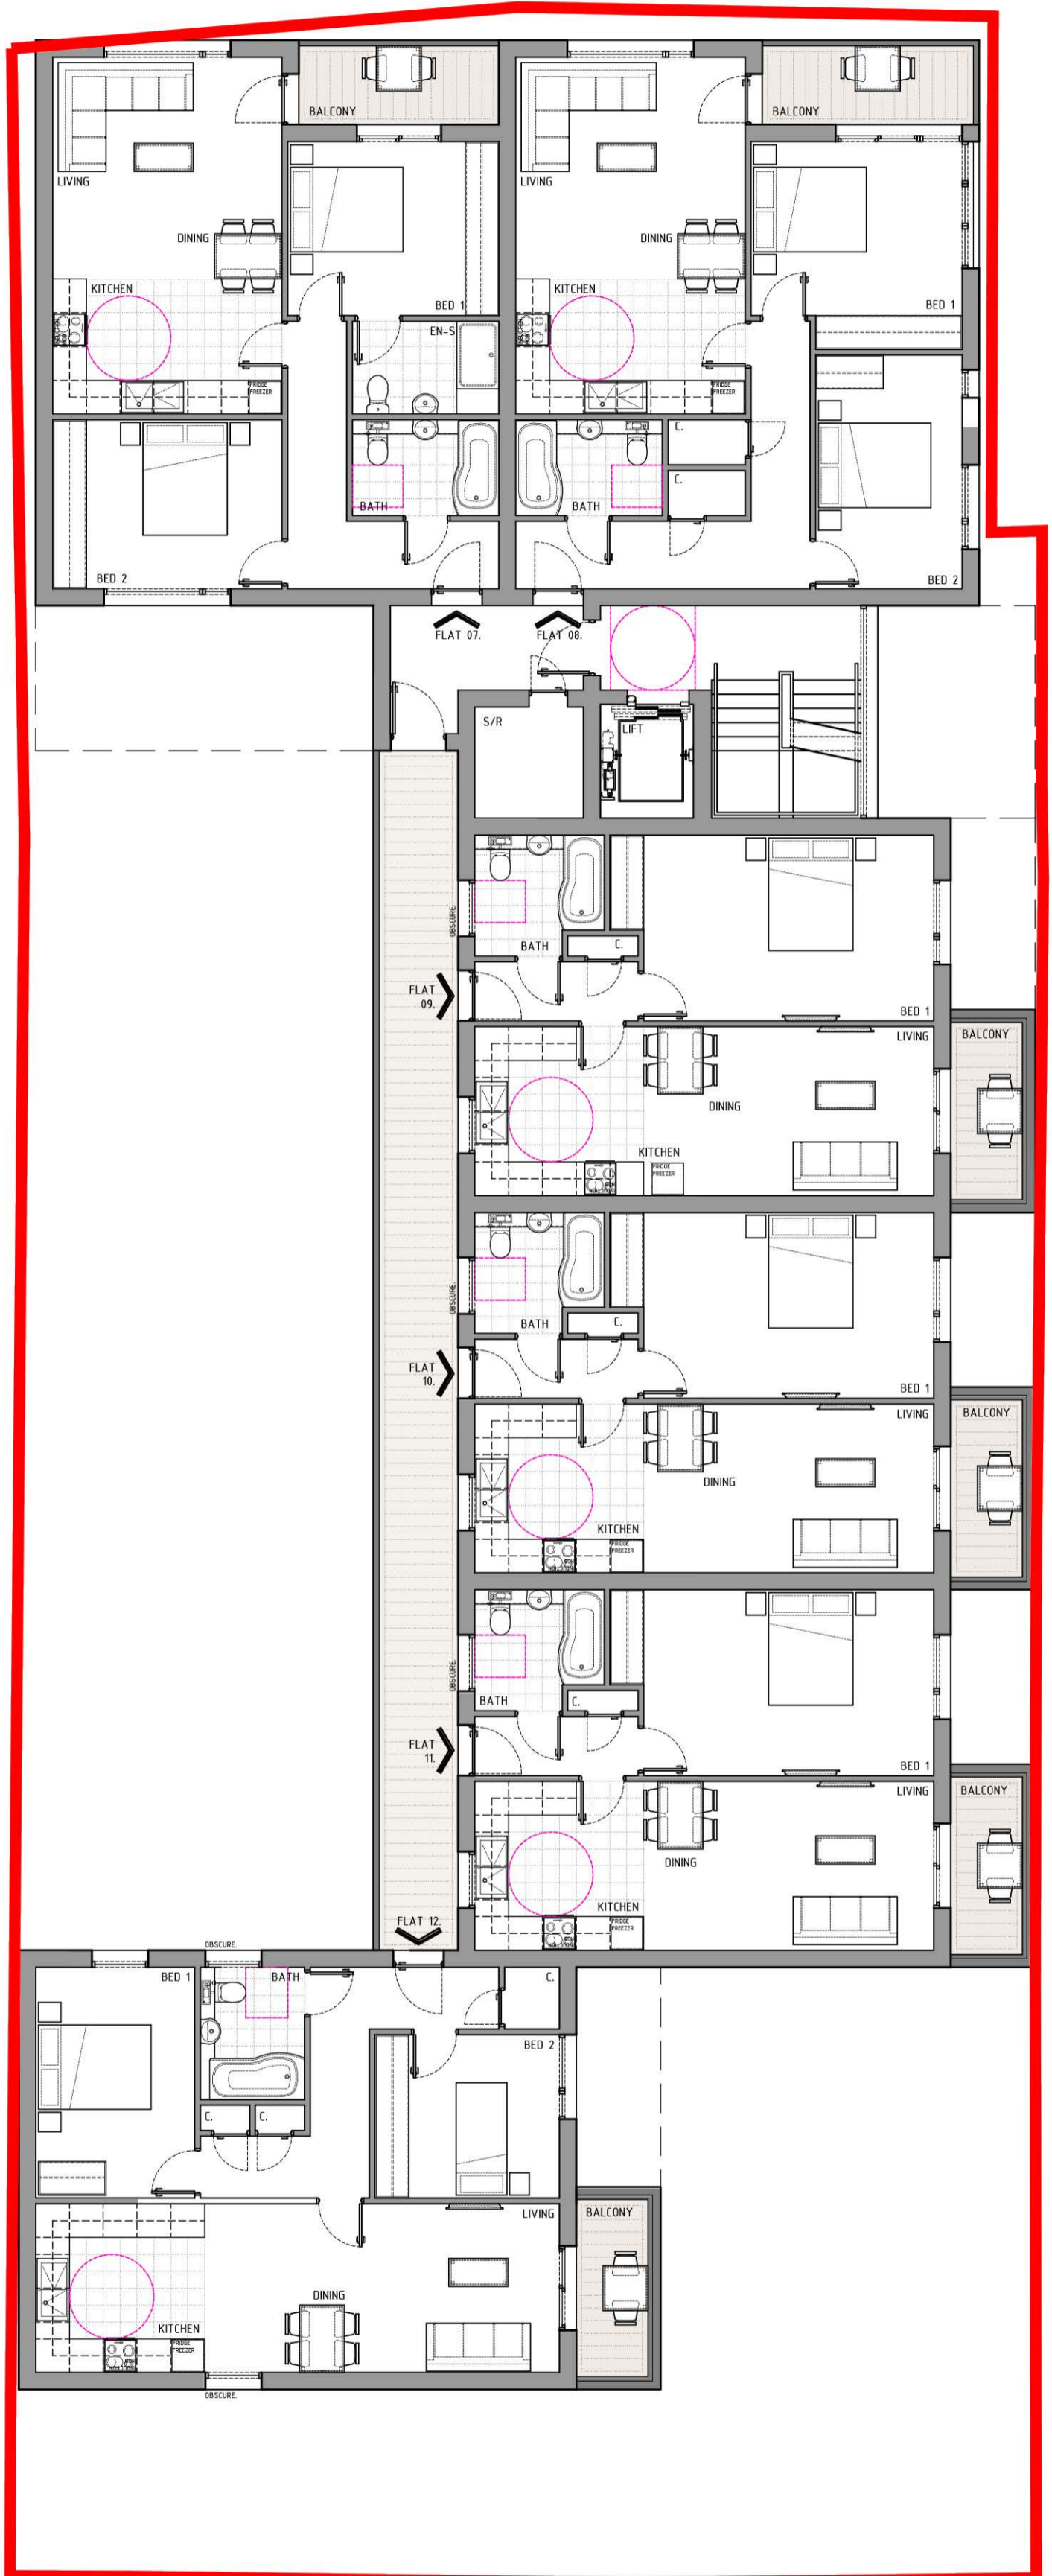 BALCONY
BALCONY
LIVING
LIVING
DINING
DINING
KITCHEN
KITCHEN
BED 1
BED 1
EN-S
FRIDGE
FREEZER
FRIDGE
FREEZER
C.
C.
BATH
BATH
BED 2
BED 2
FLAT 07.
FLAT 08.
S/R
LIFT
OBSCURE.
BATH
C.
FLAT
09.
BED 1
LIVING
BALCONY
DINING
KITCHEN
FRIDGE
FREEZER
OBSCURE.
BATH
C.
FLAT
10.
BED 1
LIVING
BALCONY
DINING
KITCHEN
FRIDGE
FREEZER
OBSCURE.
BATH
C.
FLAT
11.
BED 1
LIVING
BALCONY
DINING
KITCHEN
FRIDGE
FREEZER
FLAT 12.
OBSCURE.
BED 1
BATH
C.
BED 2
C.
C.
LIVING
BALCONY
DINING
KITCHEN
FRIDGE
FREEZER
OBSCURE.